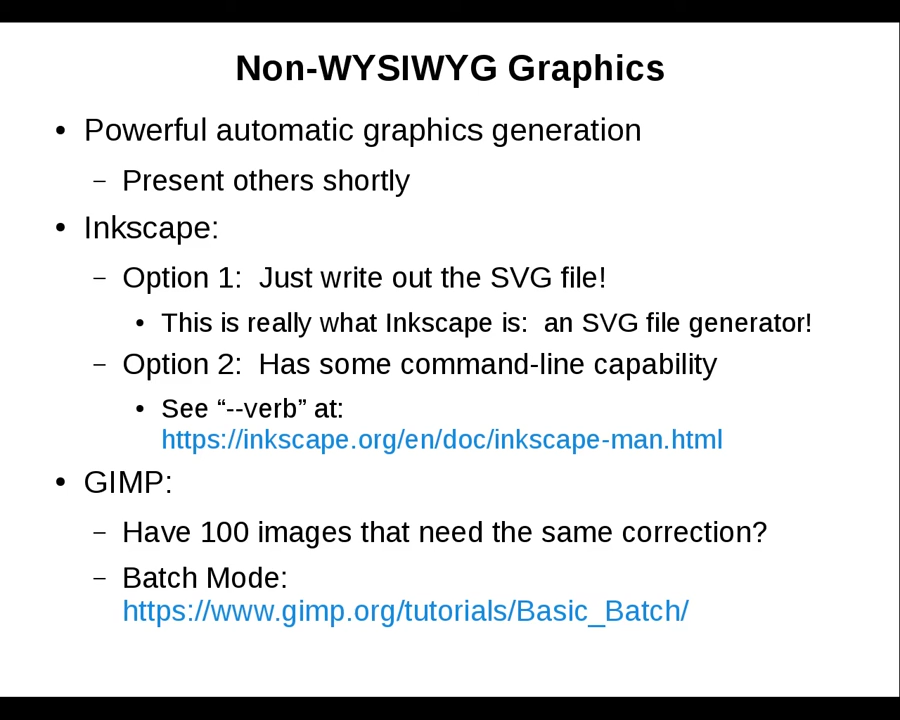 Non-WYSIWYG Graphics
• Powerful automatic graphics generation
– Present others shortly
• Inkscape:
– Option 1:  Just write out the SVG file!
• This is really what Inkscape is:  an SVG file generator!
– Option 2:  Has some command-line capability
• See “--verb” at:
https://inkscape.org/en/doc/inkscape-man.html
• GIMP:
– Have 100 images that need the same correction?
– Batch Mode:
https://www.gimp.org/tutorials/Basic_Batch/